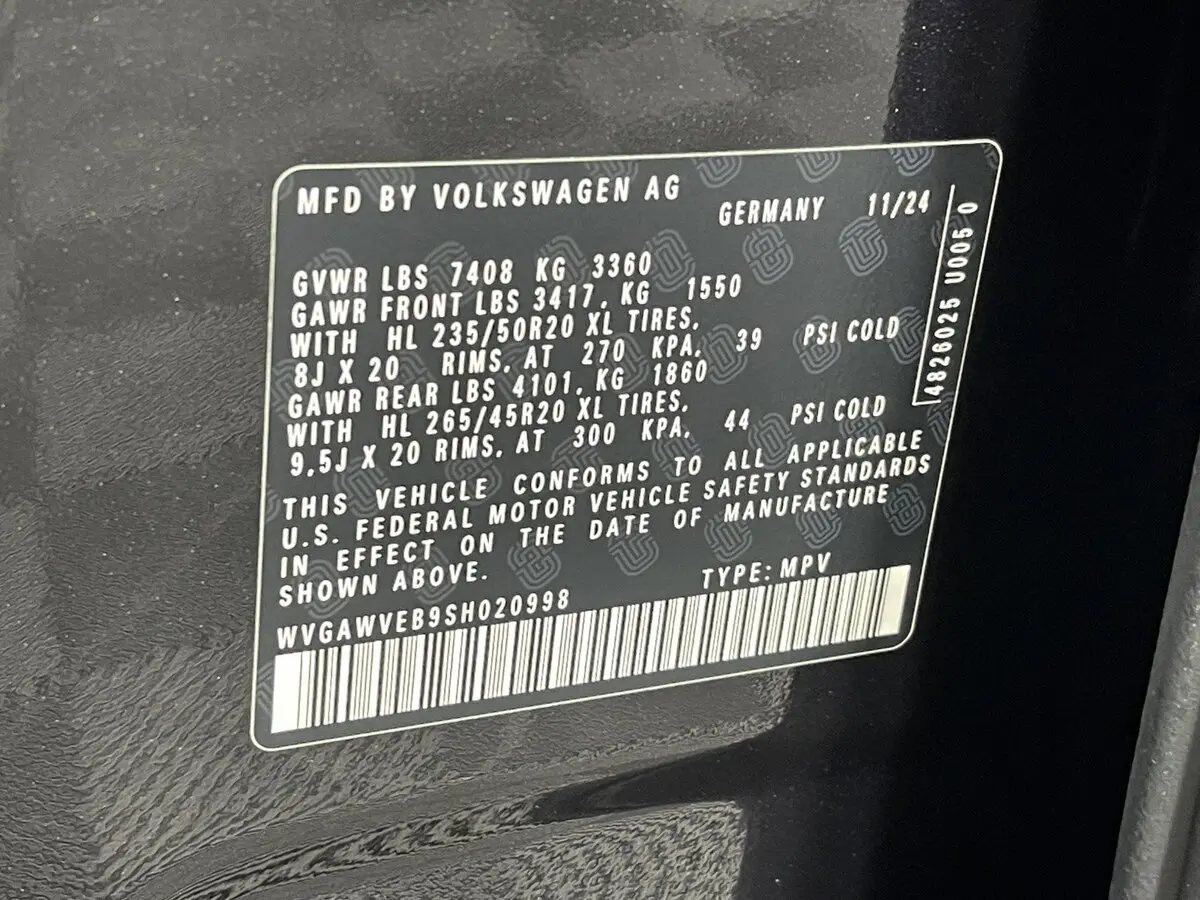 MFD BY VOLKSWAGEN AG GERMANY 11/24
GVWR LBS 7408 KG 3360
GAWR FRONT LBS 3417, KG 1550
WITH HL 235/50R20 XL TIRES,
8J X 20 RIMS, AT 270 KPA, 39 PSI COLD
GAWR REAR LBS 4101, KG 1860
WITH HL 265/45R20 XL TIRES,
9,5J X 20 RIMS, AT 300 KPA, 44 PSI COLD
THIS VEHICLE CONFORMS TO ALL APPLICABLE
U.S. FEDERAL MOTOR VEHICLE SAFETY STANDARDS
IN EFFECT ON THE DATE OF MANUFACTURE
SHOWN ABOVE. TYPE: MPV
WVGAWVEB9SH020998
4826025 U005 0